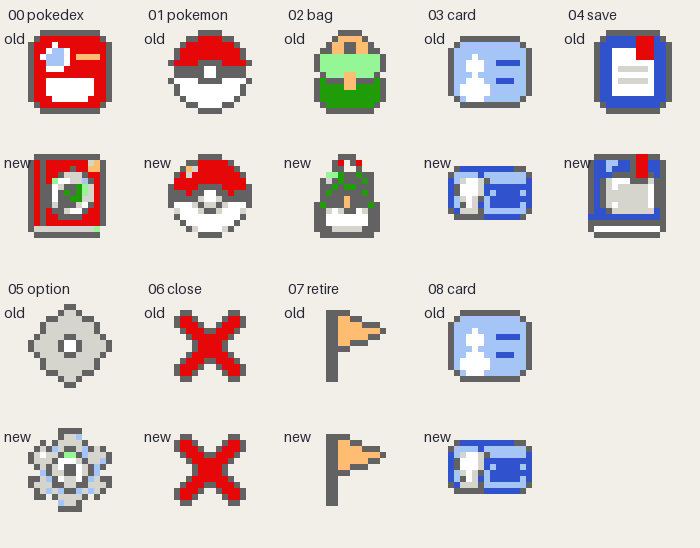 00 pokedex 01 pokemon 02 bag 03 card 04 save
old old old old old
new new new new new
05 option 06 close 07 retire 08 card
old old old old
new new new new